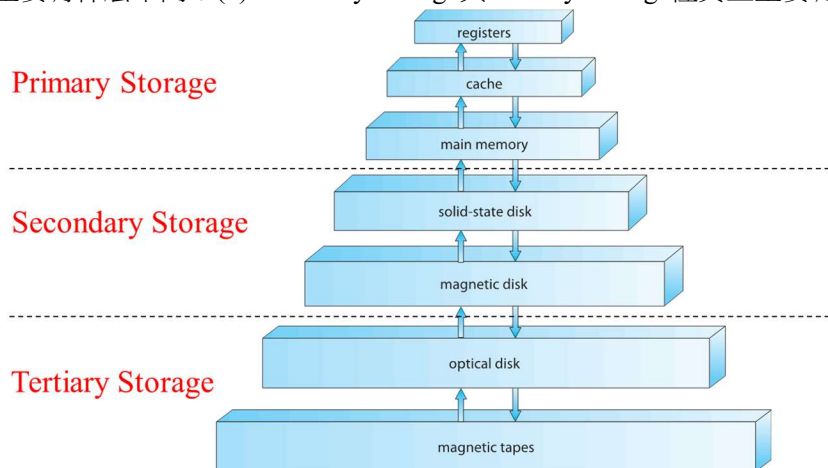 registers
Primary Storage
cache
main memory
Secondary Storage
solid-state disk
magnetic disk
optical disk
Tertiary Storage
magnetic tapes